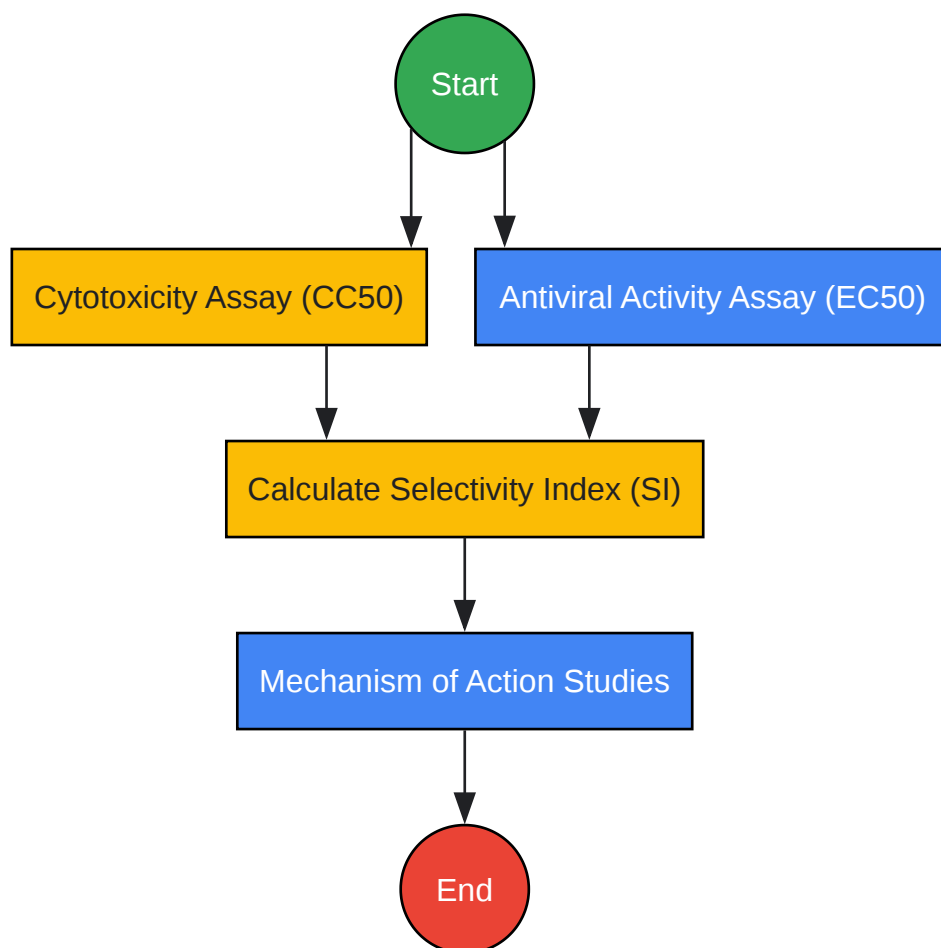 Start
Cytotoxicity Assay (CC50)
Antiviral Activity Assay (EC50)
Calculate Selectivity Index (SI)
Mechanism of Action Studies
End